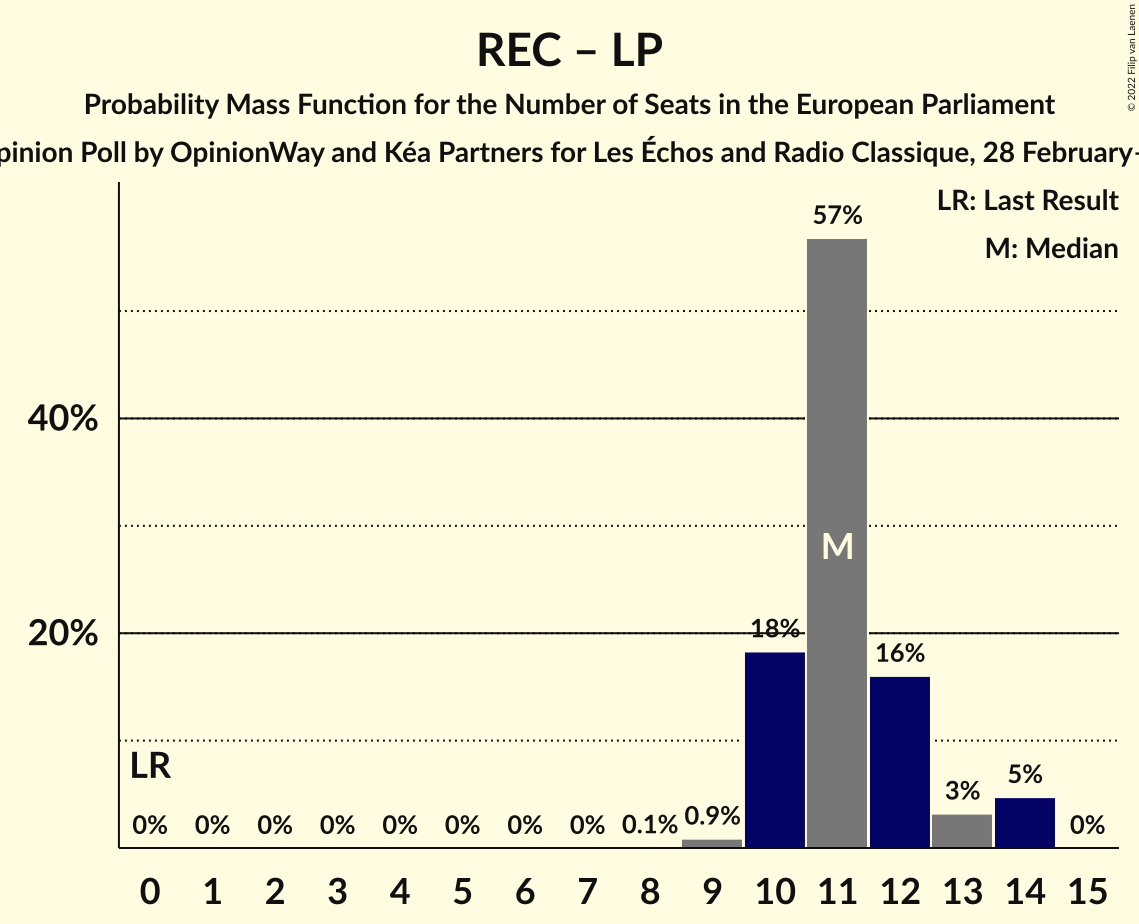 REC – LP
Probability Mass Function for the Number of Seats in the European Parliament
pinion Poll by OpinionWay and Kéa Partners for Les Échos and Radio Classique, 28 February–
© 2022 Filip van Laenen
LR: Last Result
M: Median
57%
40%
M
20%
18%
16%
LR
5%
3%
0% 0% 0% 0% 0% 0% 0% 0% 0.1% 0.9% 0%
0 1 2 3 4 5 6 7 8 9 10 11 12 13 14 15